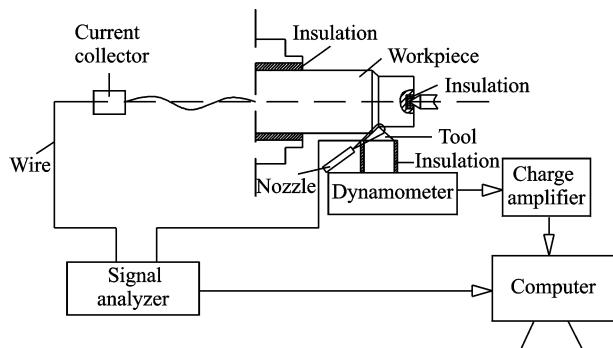 Current
collector
Insulation
Workpiece
Insulation
Tool
Insulation
Wire
Nozzle
Dynamometer
Charge
amplifier
Signal
analyzer
Computer